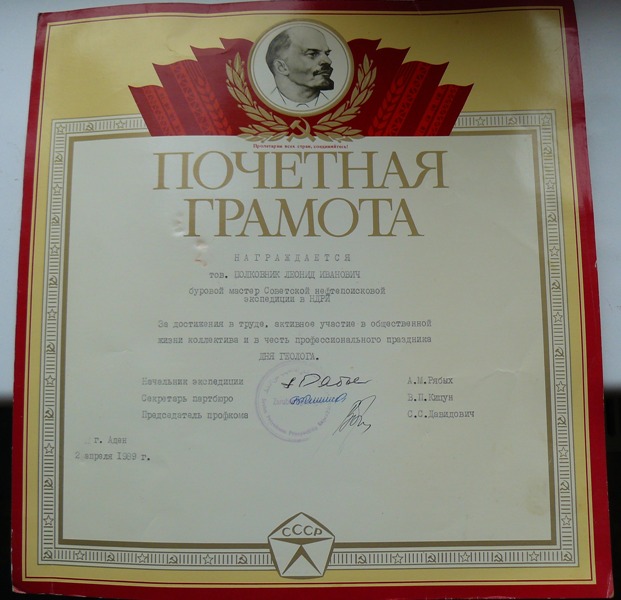 Пролетарии всех стран, соединяйтесь!
ПОЧЕТНАЯ
ГРАМОТА
НАГРАЖДАЕТСЯ
тов. ПОЛКОВНИК ЛЕОНИД ИВАНОВИЧ
буровой мастер Советской нефтепоисковой
экспедиции в НДРЙ
За достижения в труде, активное участие в общественной
жизни коллектива и в честь профессионального праздника
ДНЯ ГЕОЛОГА.
Начальник экспедиции А.М.Рябых
Секретарь партбюро В.П.Кицун
Председатель профкома С.С.Давидович
г. Аден
2 апреля 1989 г.
СССР